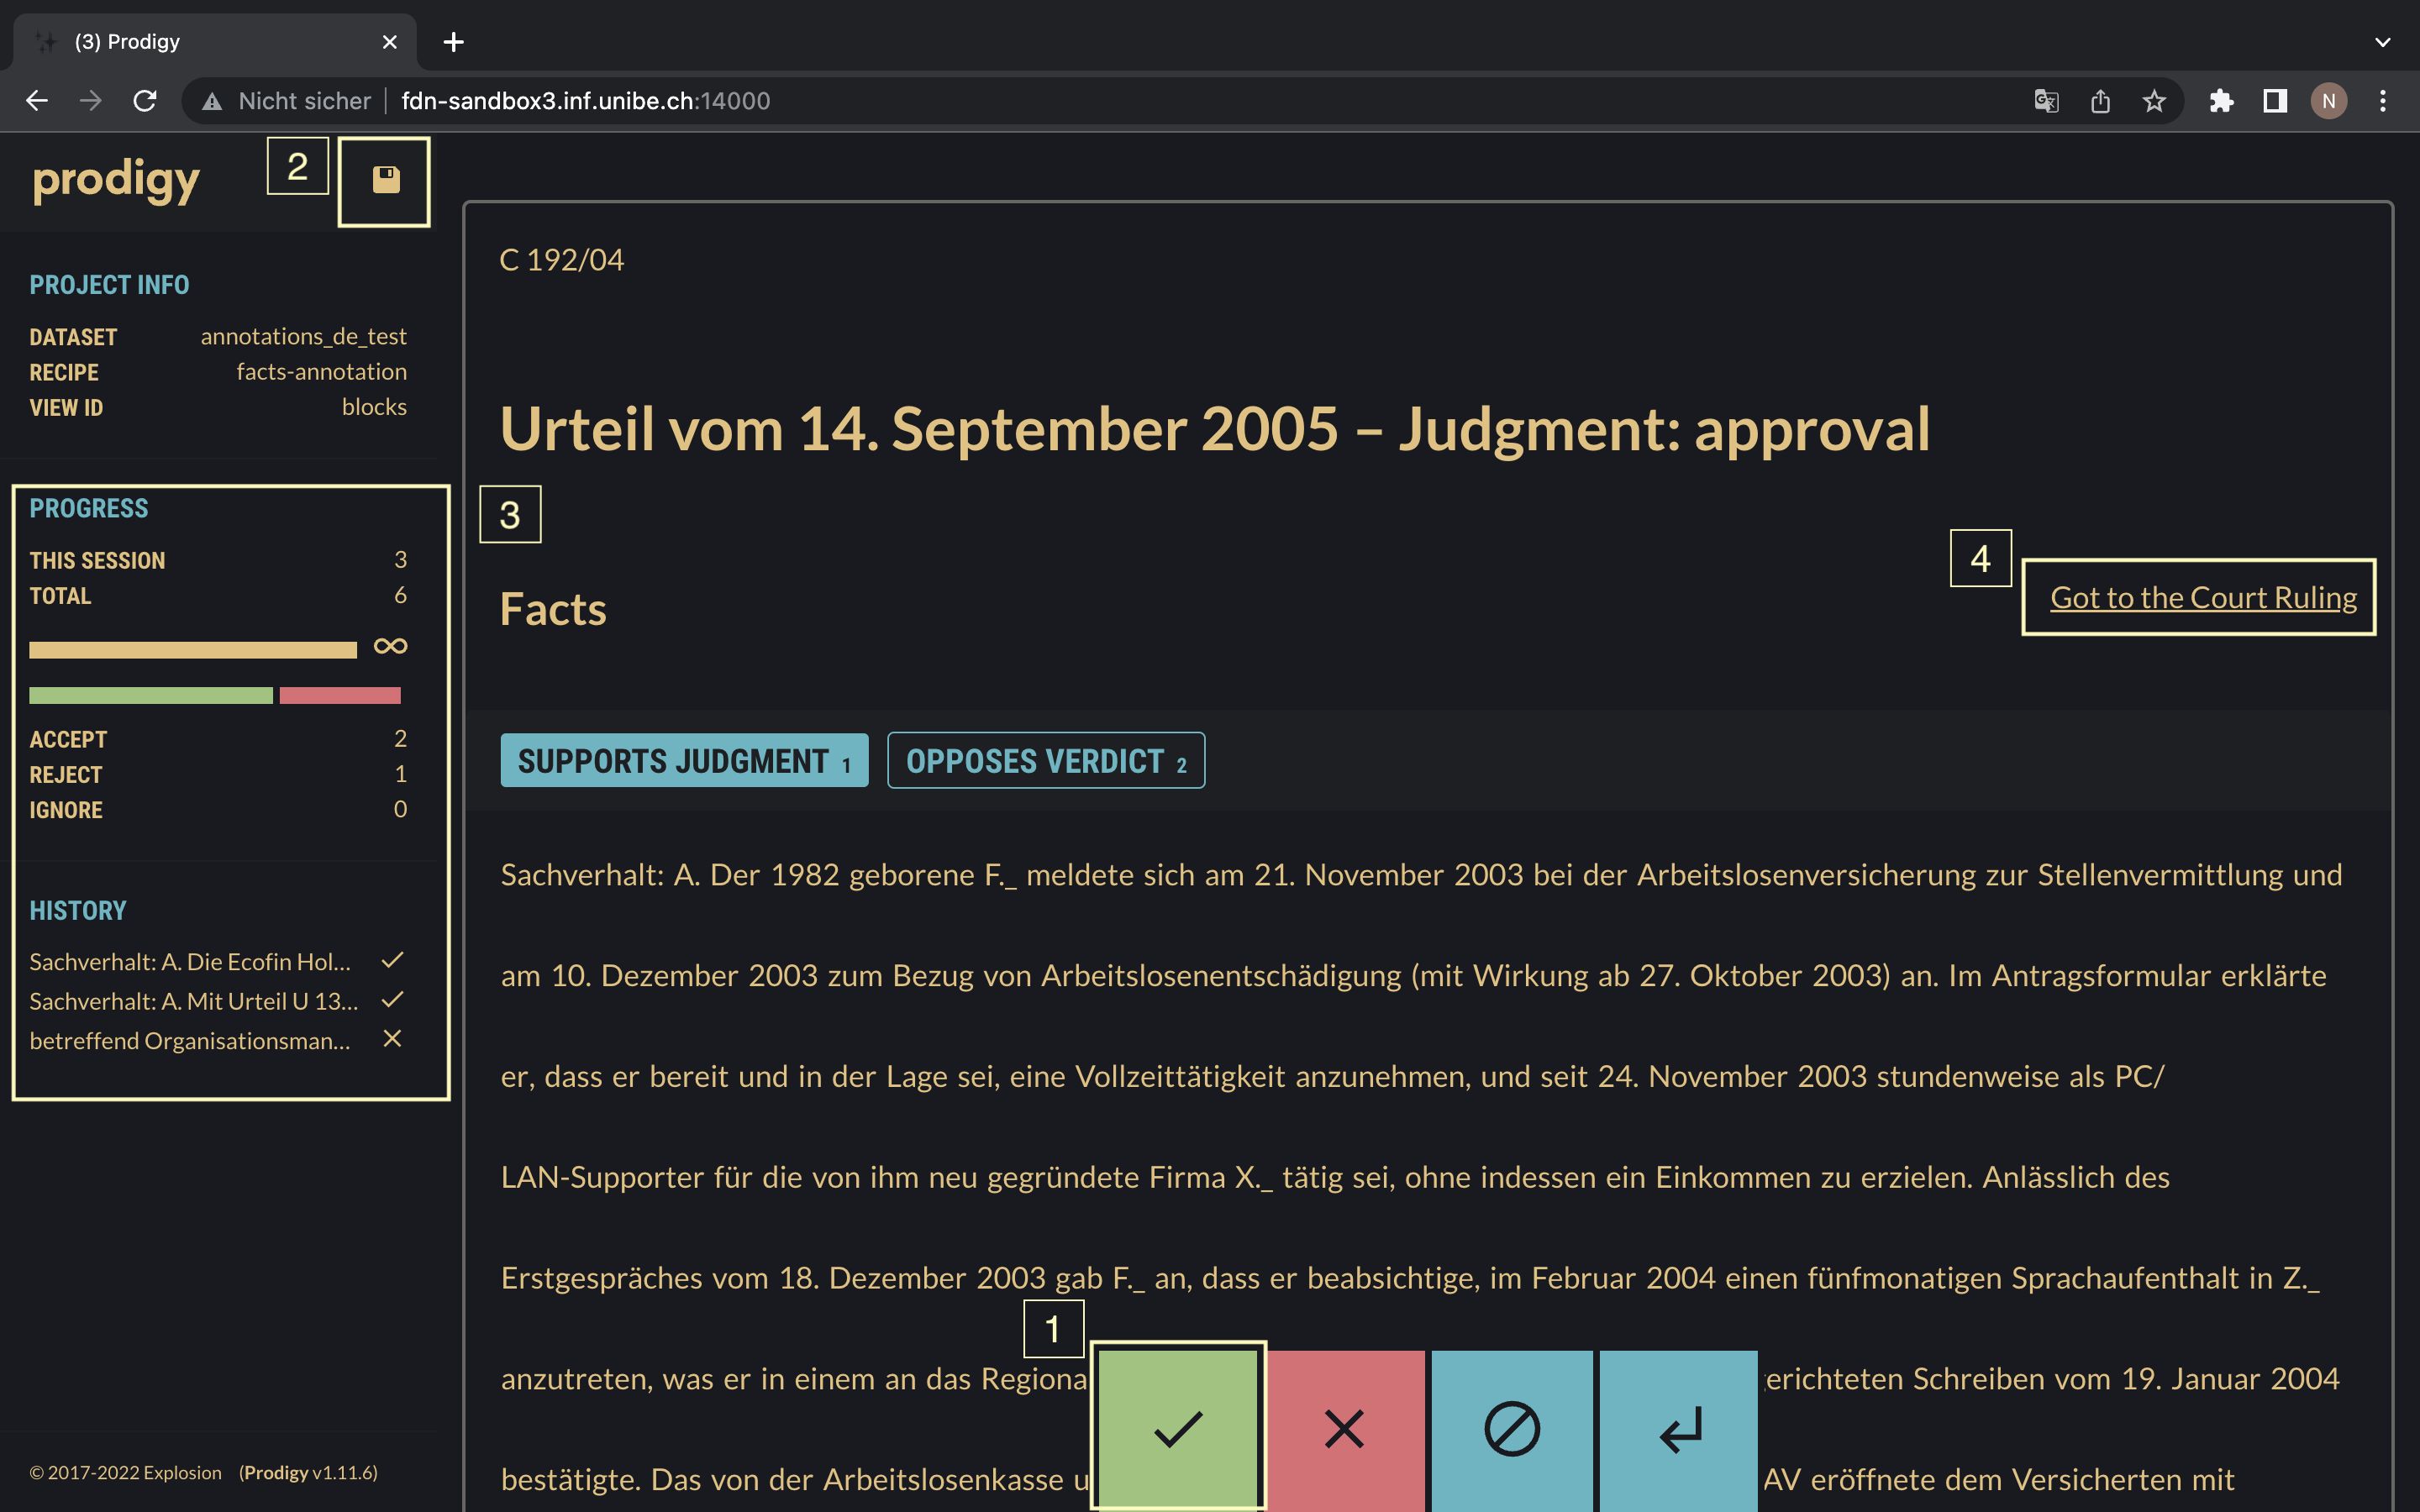 (3) Prodigy
Nicht sicher fdn-sandbox3.inf.unibe.ch:14000
N
prodigy
2
PROJECT INFO
DATASET annotations_de_test
RECIPE facts-annotation
VIEW ID blocks
PROGRESS
THIS SESSION 3
TOTAL 6
∞
ACCEPT 2
REJECT 1
IGNORE 0
HISTORY
Sachverhalt: A. Die Ecofin Hol...
Sachverhalt: A. Mit Urteil U 13...
betreffend Organisationsman...
© 2017-2022 Explosion (Prodigy v1.11.6)
C 192/04
Urteil vom 14. September 2005 – Judgment: approval
3
4
Facts
Got to the Court Ruling
SUPPORTS JUDGMENT 1 OPPOSES VERDICT 2
Sachverhalt: A. Der 1982 geborene F._ meldete sich am 21. November 2003 bei der Arbeitslosenversicherung zur Stellenvermittlung und
am 10. Dezember 2003 zum Bezug von Arbeitslosenentschädigung (mit Wirkung ab 27. Oktober 2003) an. Im Antragsformular erklärte
er, dass er bereit und in der Lage sei, eine Vollzeittätigkeit anzunehmen, und seit 24. November 2003 stundenweise als PC/
LAN-Supporter für die von ihm neu gegründete Firma X._ tätig sei, ohne indessen ein Einkommen zu erzielen. Anlässlich des
Erstgespräches vom 18. Dezember 2003 gab F._ an, dass er beabsichtige, im Februar 2004 einen fünfmonatigen Sprachaufenthalt in Z._
1
anzutreten, was er in einem an das Regiona erichteten Schreiben vom 19. Januar 2004
bestätigte. Das von der Arbeitslosenkasse u AV eröffnete dem Versicherten mit